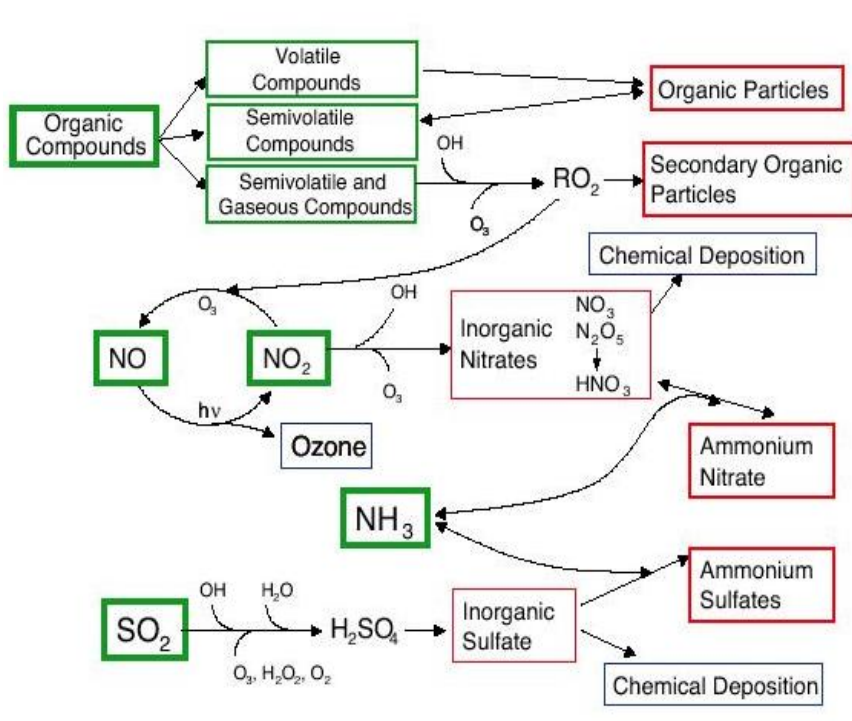 Volatile
Compounds
Organic Particles
Organic
Compounds
Semivolatile
Compounds
OH
Semivolatile and
Gaseous Compounds
RO₂
Secondary Organic
Particles
O₃
Chemical Deposition
O₃
OH
NO
NO₂
Inorganic
Nitrates
NO₃
N₂O₅
HNO₃
O₃
hν
Ozone
Ammonium
Nitrate
NH₃
Ammonium
Sulfates
OH
H₂O
SO₂
H₂SO₄
Inorganic
Sulfate
O₃, H₂O₂, O₂
Chemical Deposition